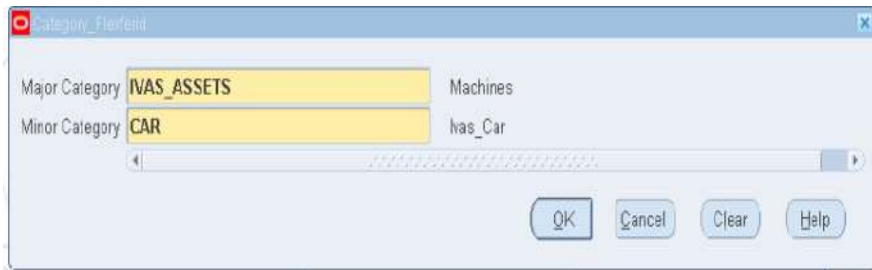 Category_Flexfield
Major Category IVAS_ASSETS Machines
Minor Category CAR Ivas_Car
OK Cancel Clear Help